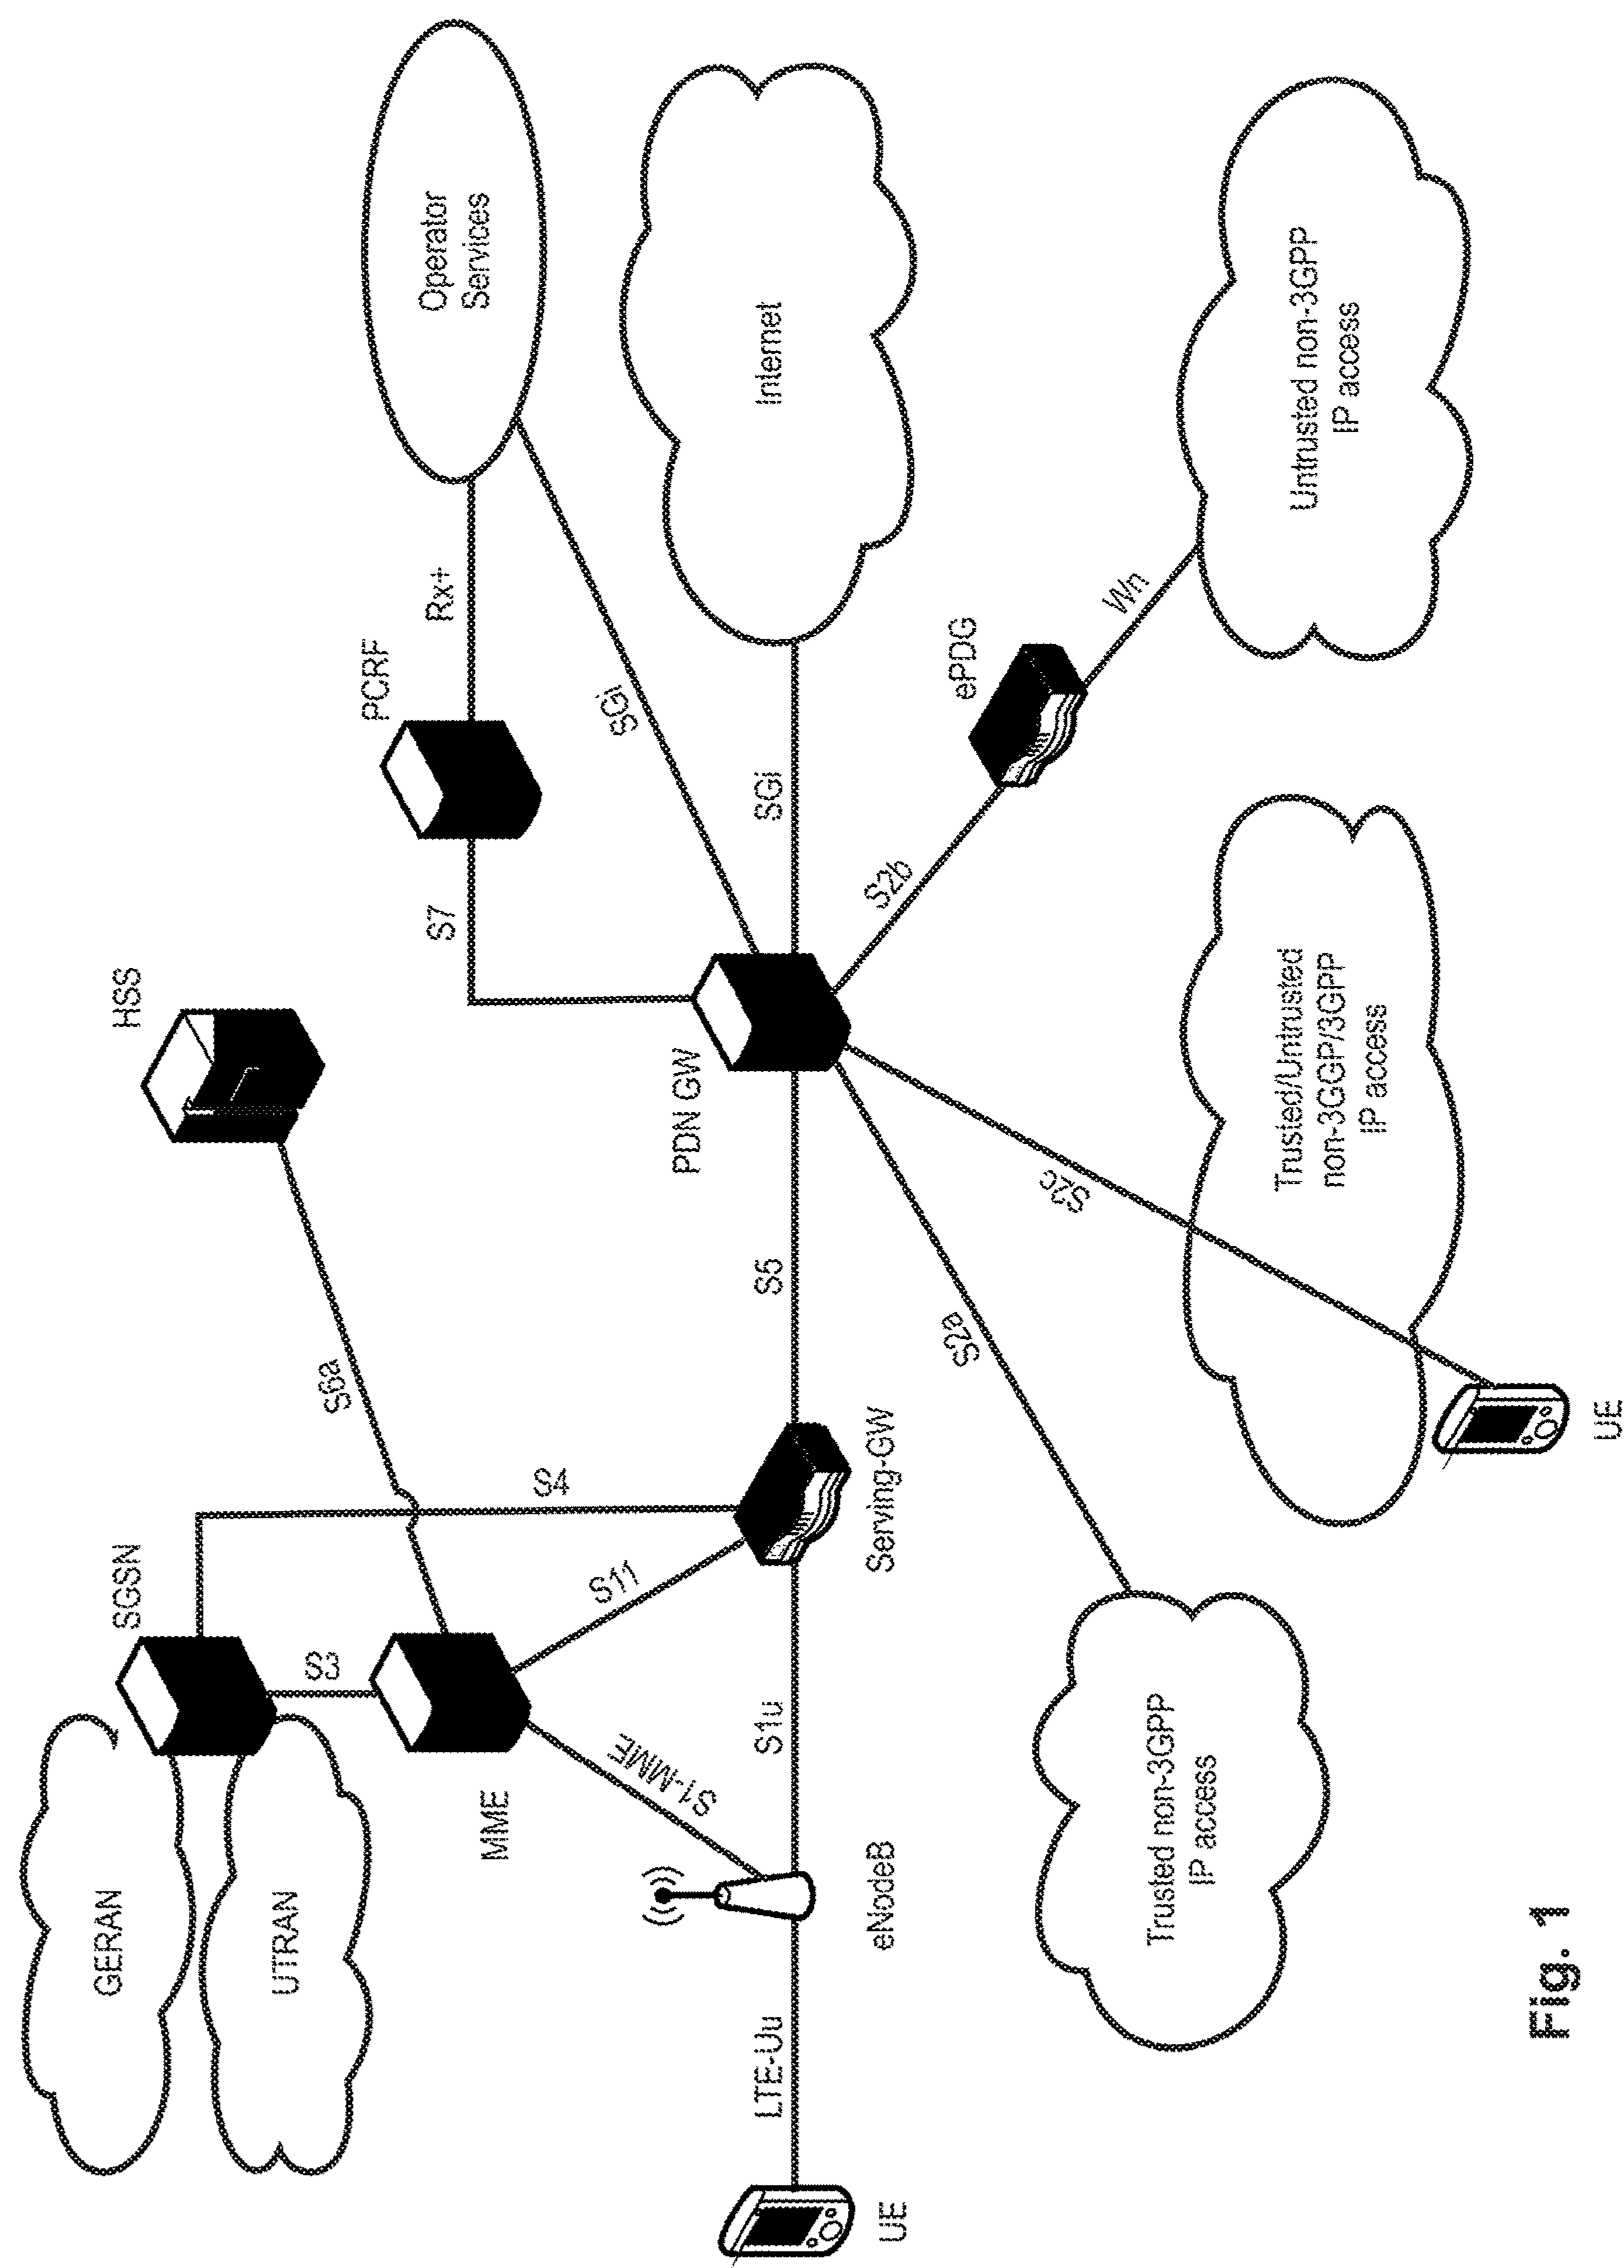 GERAN
UTRAN
SGSN
HSS
S3
S6a
S4
MME
S11
S1-MME
S7
PCRF
Rx+
Operator
Services
SGi
UE
LTE-Uu
eNodeB
S1u
Serving-GW
S5
PDN GW
SGi
Internet
S2a
S2c
S2b
ePDG
Wn
Trusted non-3GPP
IP access
Trusted/Untrusted
non-3GGP/3GPP
IP access
Untrusted non-3GPP
IP access
UE
Fig. 1